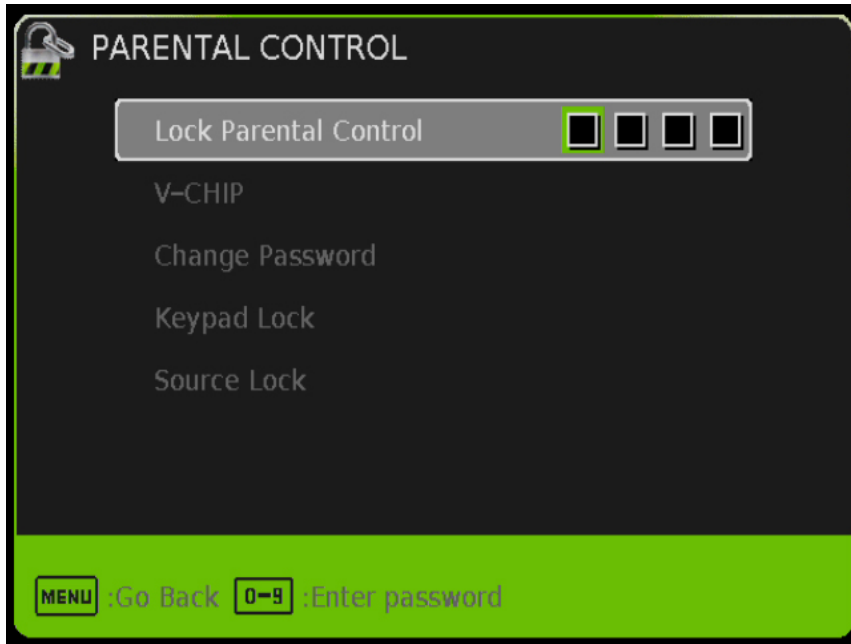 PARENTAL CONTROL
Lock Parental Control
V-CHIP
Change Password
Keypad Lock
Source Lock
MENU :Go Back 0-9 :Enter password